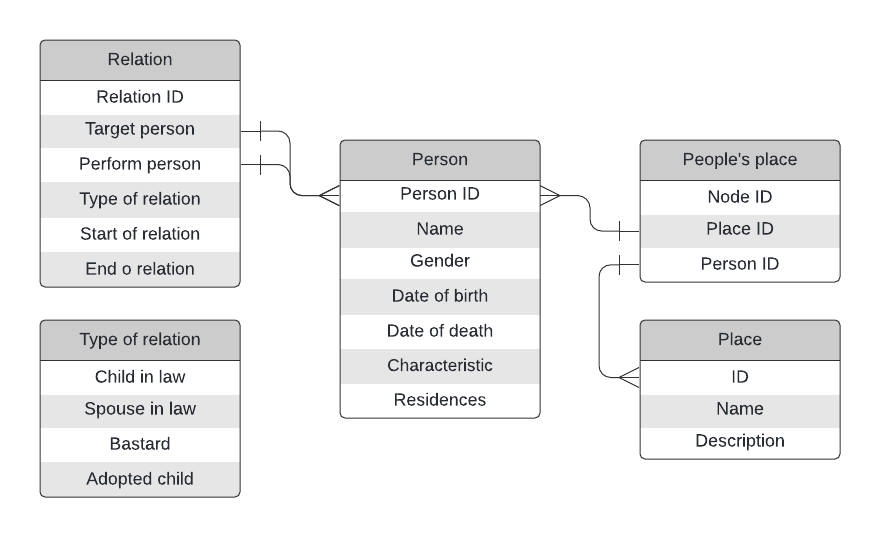 Relation
Relation ID
Target person
Perform person
Type of relation
Start of relation
End o relation
Type of relation
Child in law
Spouse in law
Bastard
Adopted child
Person
Person ID
Name
Gender
Date of birth
Date of death
Characteristic
Residences
People's place
Node ID
Place ID
Person ID
Place
ID
Name
Description